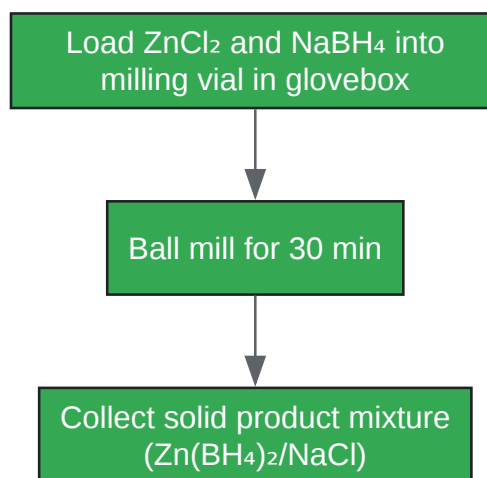 Load ZnCl₂ and NaBH₄ into
milling vial in glovebox
Ball mill for 30 min
Collect solid product mixture
(Zn(BH₄)₂/NaCl)